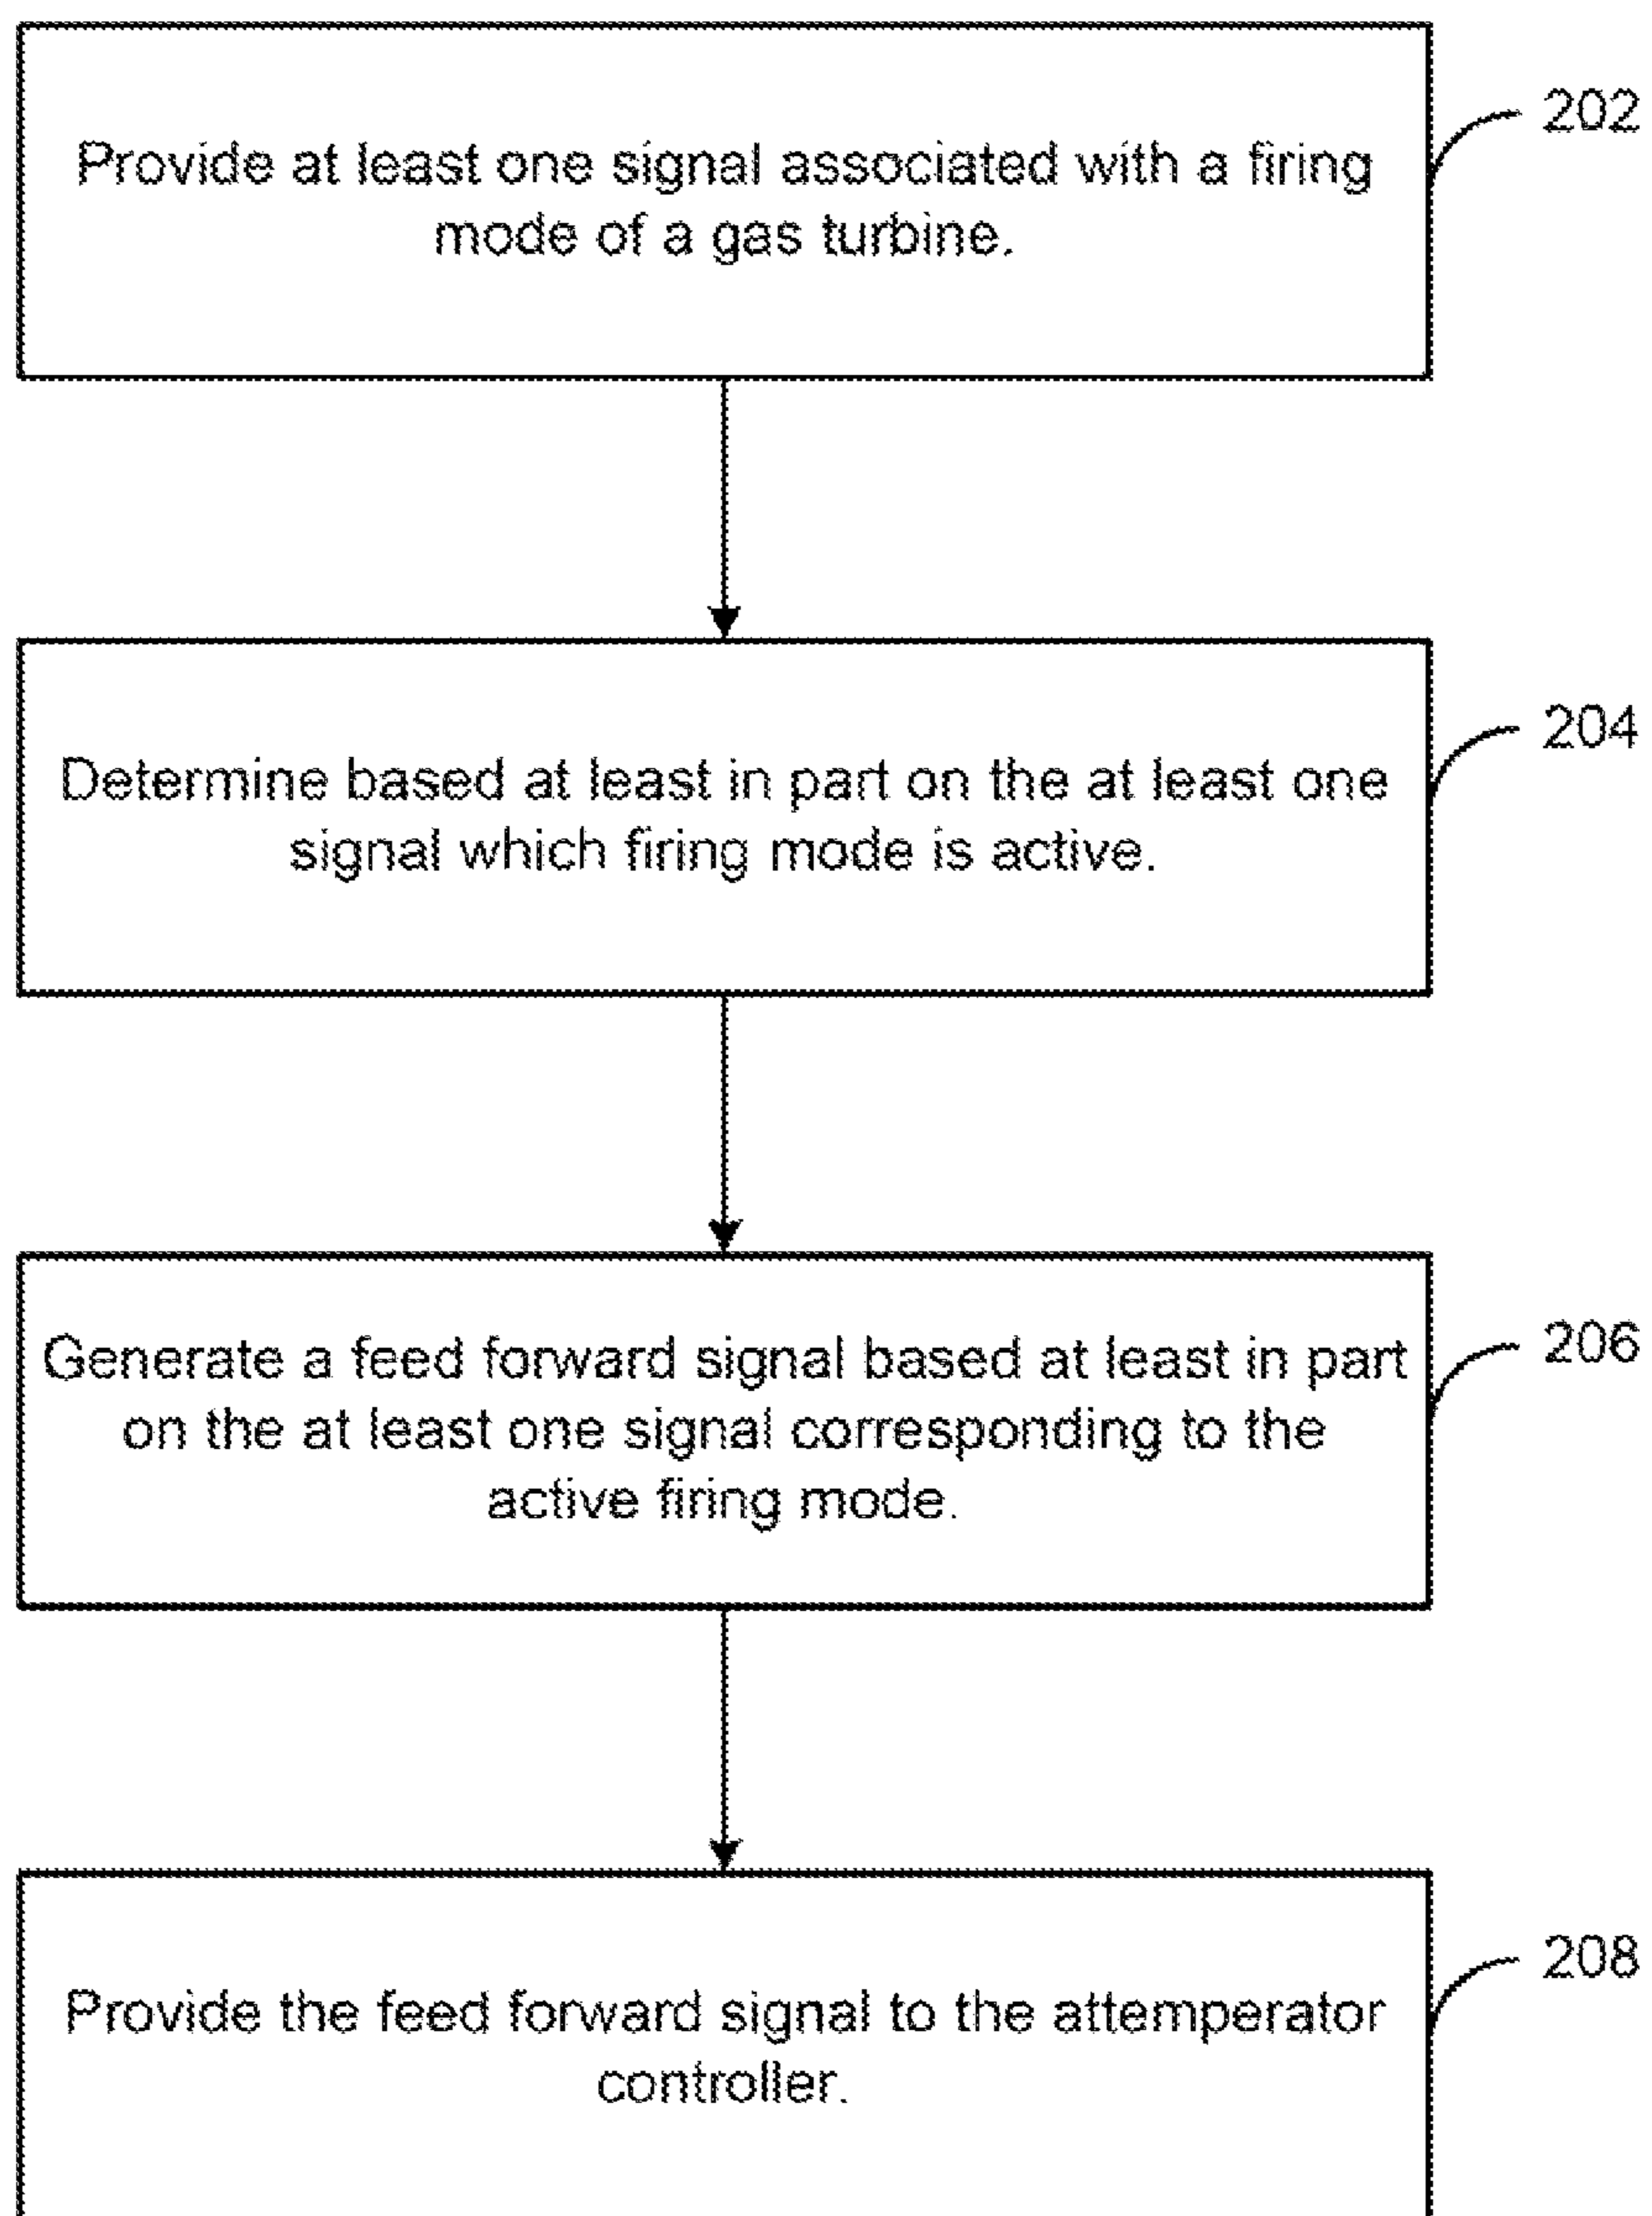 Provide at least one signal associated with a firing
mode of a gas turbine.
202
Determine based at least in part on the at least one
signal which firing mode is active.
204
Generate a feed forward signal based at least in part
on the at least one signal corresponding to the
active firing mode.
206
Provide the feed forward signal to the attemperator
controller.
208